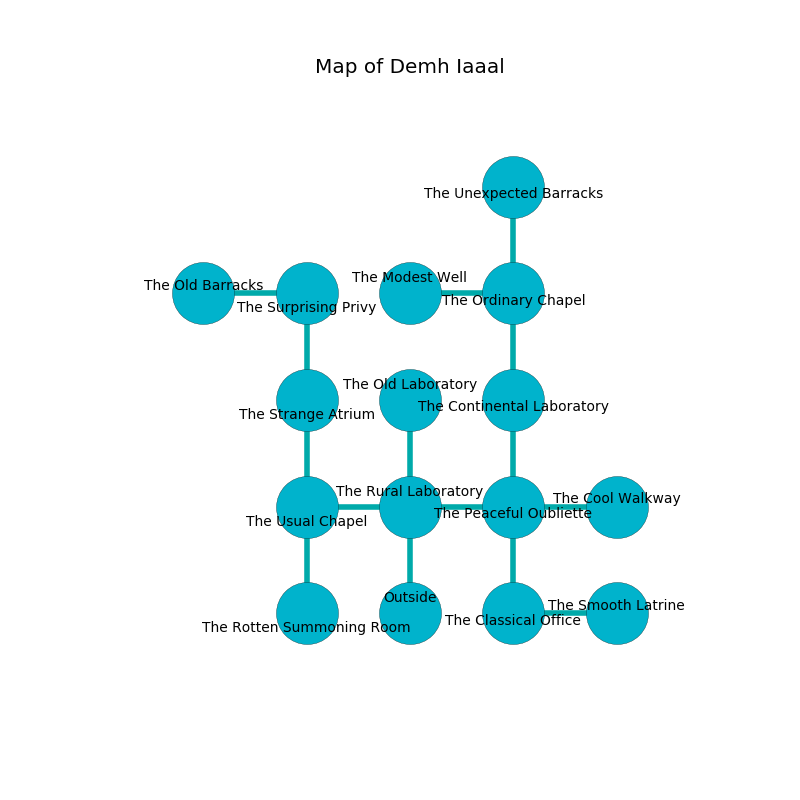 Map of Demh Iaaal
The Unexpected Barracks
The Modest Well
The Old Barracks
The Ordinary Chapel
The Surprising Privy
The Old Laboratory
The Continental Laboratory
The Strange Atrium
The Rural Laboratory
The Cool Walkway
The Peaceful Oubliette
The Usual Chapel
Outside
The Smooth Latrine
The Classical Office
The Rotten Summoning Room